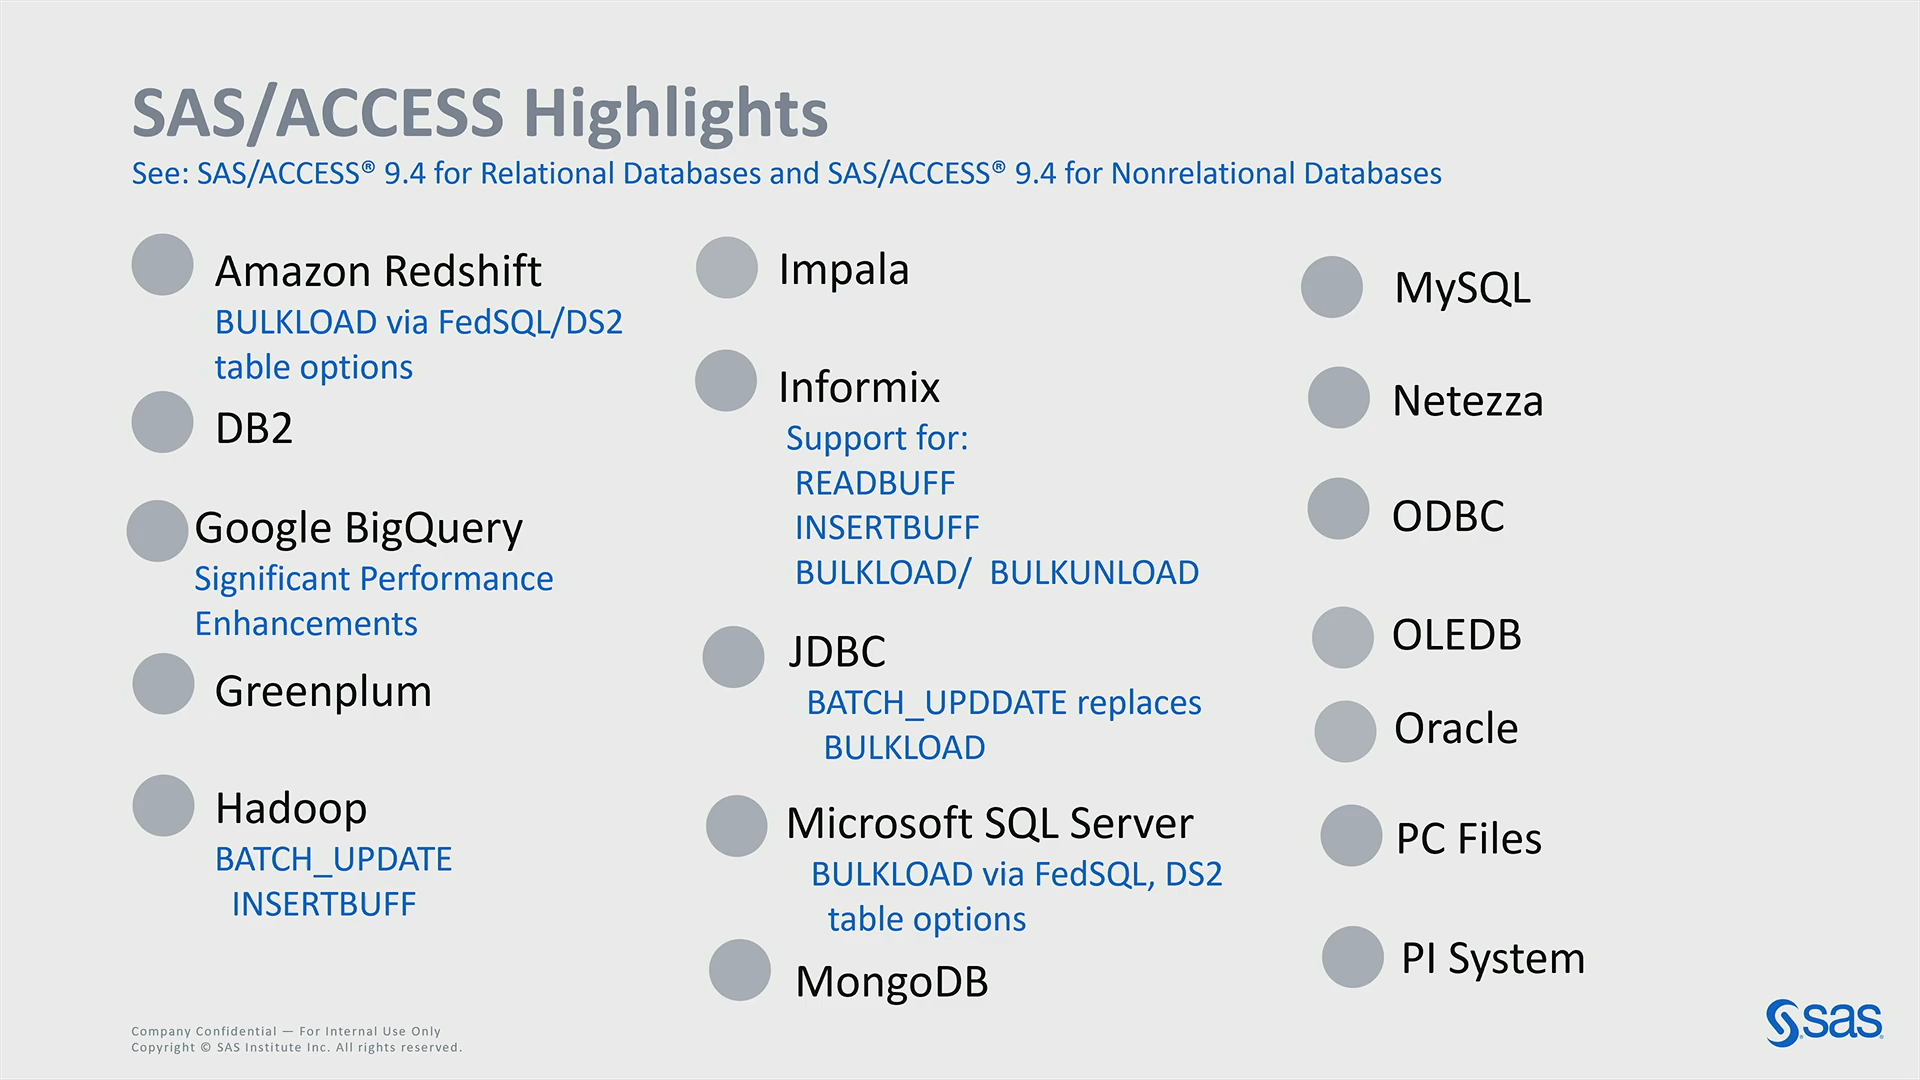 SAS/ACCESS Highlights
See: SAS/ACCESS® 9.4 for Relational Databases and SAS/ACCESS® 9.4 for Nonrelational Databases
Amazon Redshift
BULKLOAD via FedSQL/DS2
table options
DB2
Google BigQuery
Significant Performance
Enhancements
Greenplum
Hadoop
BATCH_UPDATE
INSERTBUFF
Impala
Informix
Support for:
READBUFF
INSERTBUFF
BULKLOAD/ BULKUNLOAD
JDBC
BATCH_UPDDATE replaces
BULKLOAD
Microsoft SQL Server
BULKLOAD via FedSQL, DS2
table options
MongoDB
MySQL
Netezza
ODBC
OLEDB
Oracle
PC Files
PI System
Company Confidential — For Internal Use Only
Copyright © SAS Institute Inc. All rights reserved.
sas